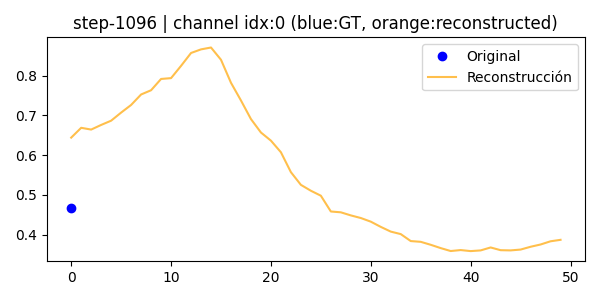 step-1096 | channel idx:0 (blue:GT, orange:reconstructed)
Original
Reconstrucción
0.8
0.7
0.6
0.5
0.4
0 10 20 30 40 50